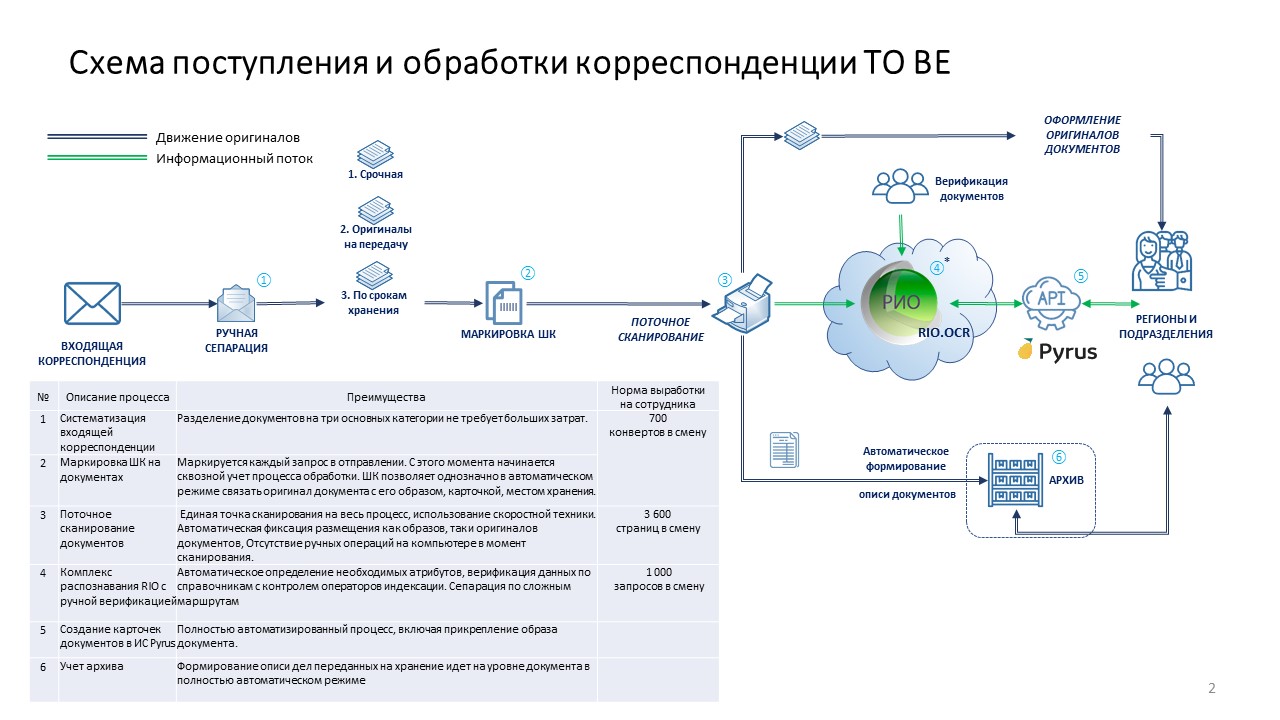 Схема поступления и обработки корреспонденции TO BE
Движение оригиналов
Информационный поток
1. Срочная
2. Оригиналы
на передачу
3. По срокам
хранения
ВХОДЯЩАЯ
КОРРЕСПОНДЕНЦИЯ
1
РУЧНАЯ
СЕПАРАЦИЯ
2
МАРКИРОВКА ШК
ПОТОЧНОЕ
СКАНИРОВАНИЕ
3
ОФОРМЛЕНИЕ
ОРИГИНАЛОВ
ДОКУМЕНТОВ
Верификация
документов
4 *
РИО
RIO.OCR
5
API
Pyrus
РЕГИОНЫ И
ПОДРАЗДЕЛЕНИЯ
Автоматическое
формирование
описи документов
6
АРХИВ
№ Описание процесса Преимущества Норма выработки
на сотрудника
1 Систематизация
входящей
корреспонденции
Разделение документов на три основных категории не требует больших затрат.
700
конвертов в смену
2 Маркировка ШК на
документах
Маркируется каждый запрос в отправлении. С этого момента начинается
сквозной учет процесса обработки. ШК позволяет однозначно в автоматическом
режиме связать оригинал документа с его образом, карточкой, местом хранения.
3 Поточное
сканирование
документов
Единая точка сканирования на весь процесс, использование скоростной техники.
Автоматическая фиксация размещения как образов, так и оригиналов
документов, Отсутствие ручных операций на компьютере в момент
сканирования.
3 600
страниц в смену
4 Комплекс
распознавания RIO с
ручной верификацией
Автоматическое определение необходимых атрибутов, верификация данных по
справочникам с контролем операторов индексации. Сепарация по сложным
маршрутам
1 000
запросов в смену
5 Создание карточек
документов в ИС Pyrus
Полностью автоматизированный процесс, включая прикрепление образа
документа.
6 Учет архива
Формирование описи дел переданных на хранение идет на уровне документа в
полностью автоматическом режиме
2